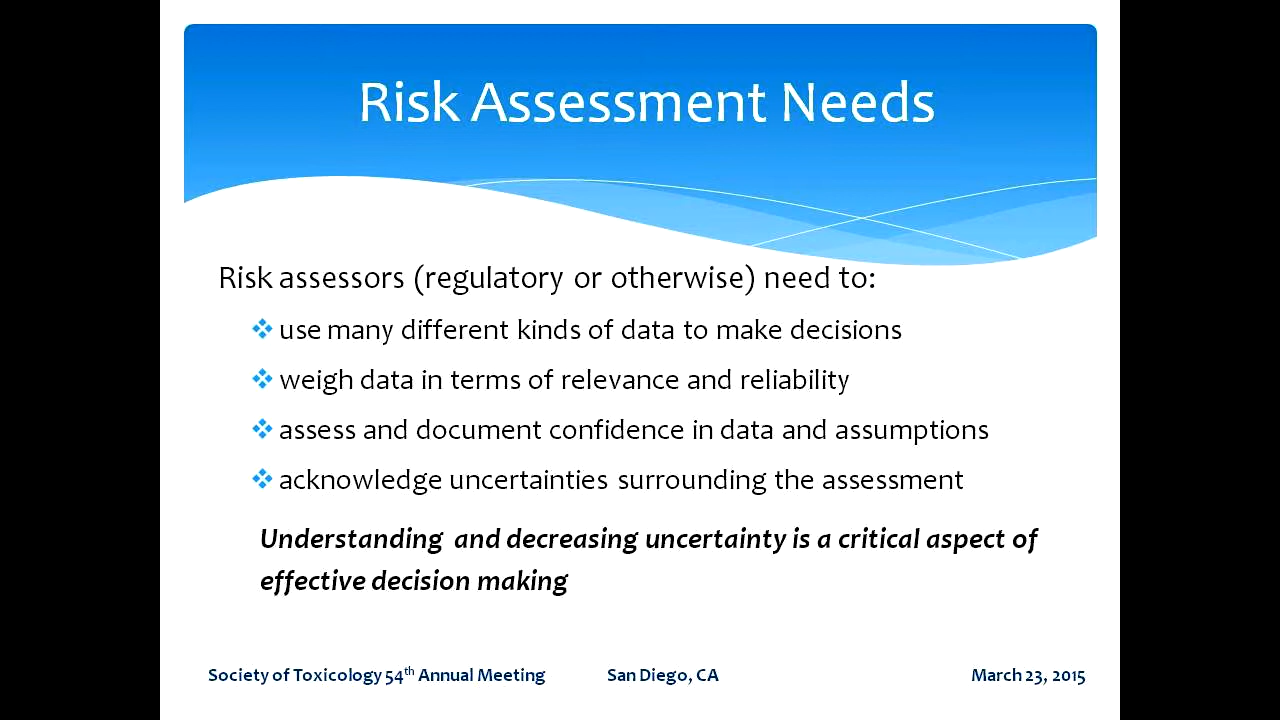 Risk Assessment Needs
Risk assessors (regulatory or otherwise) need to:
use many different kinds of data to make decisions
weigh data in terms of relevance and reliability
assess and document confidence in data and assumptions
acknowledge uncertainties surrounding the assessment
Understanding and decreasing uncertainty is a critical aspect of
effective decision making
Society of Toxicology 54th Annual Meeting San Diego, CA March 23, 2015